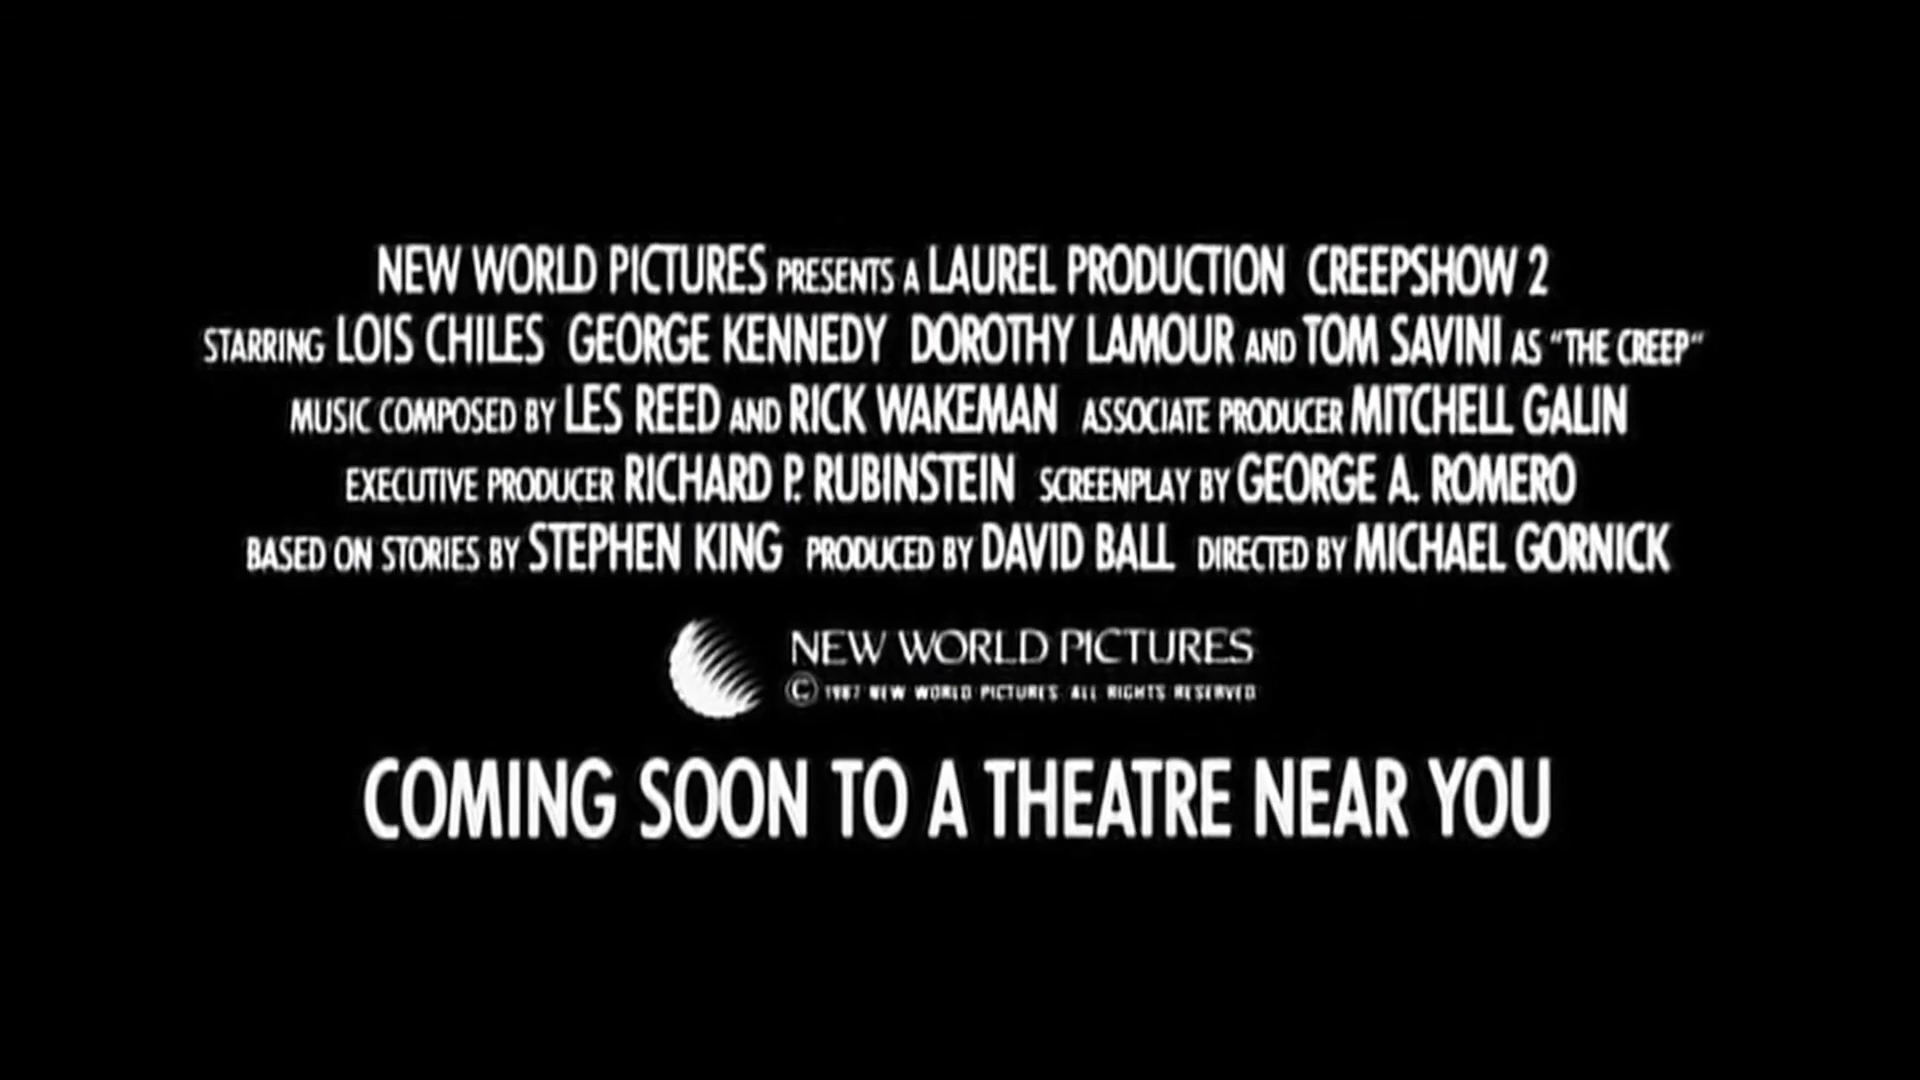 NEW WORLD PICTURES PRESENTS A LAUREL PRODUCTION CREEPSHOW 2
STARRING LOIS CHILES GEORGE KENNEDY DOROTHY LAMOUR AND TOM SAVINI AS "THE CREEP"
MUSIC COMPOSED BY LES REED AND RICK WAKEMAN ASSOCIATE PRODUCER MITCHELL GALIN
EXECUTIVE PRODUCER RICHARD P. RUBINSTEIN SCREENPLAY BY GEORGE A. ROMERO
BASED ON STORIES BY STEPHEN KING PRODUCED BY DAVID BALL DIRECTED BY MICHAEL GORNICK
NEW WORLD PICTURES
© 1987 NEW WORLD PICTURES ALL RIGHTS RESERVED
COMING SOON TO A THEATRE NEAR YOU